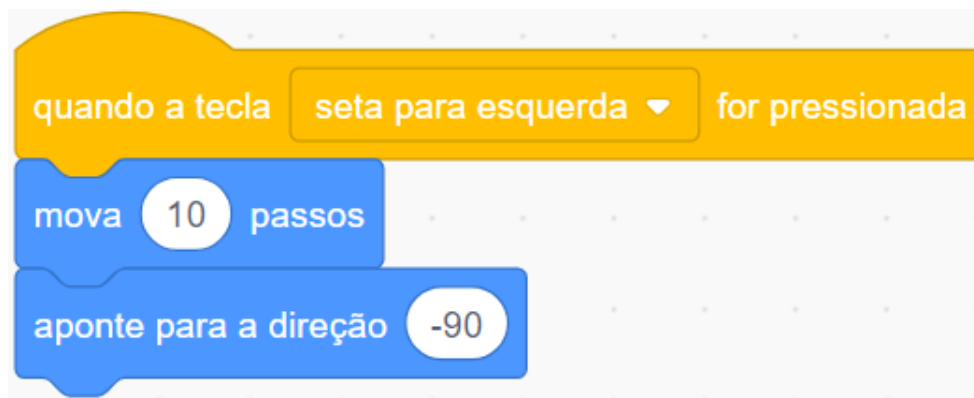 quando a tecla seta para esquerda for pressionada
mova 10 passos
aponte para a direção -90